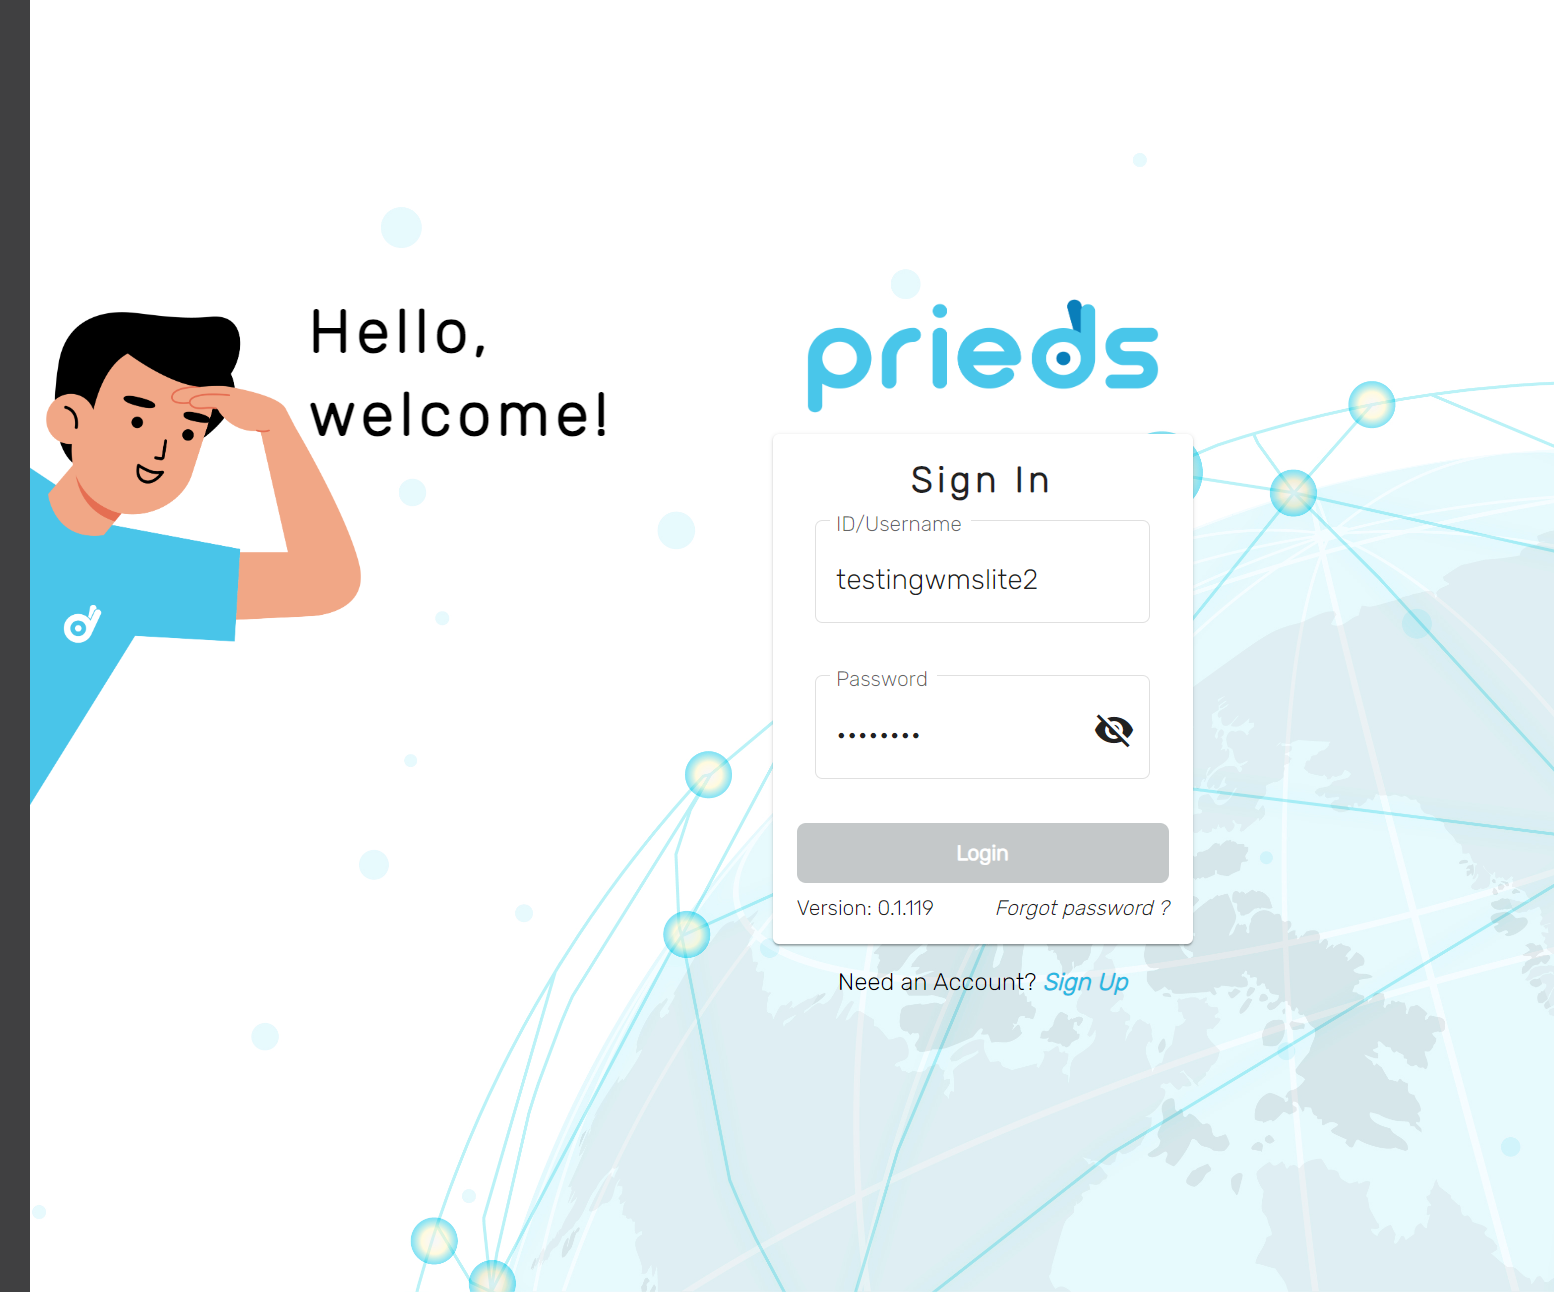 Hello,
welcome!
prieds
Sign In
ID/Username
testingwmslite2
Password
••••••••
Login
Version: 0.1.119
Forgot password ?
Need an Account? Sign Up